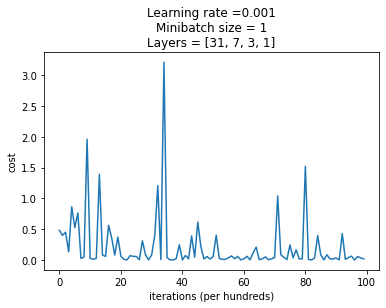 Learning rate =0.001
Minibatch size = 1
Layers = [31, 7, 3, 1]
cost
3.0
2.5
2.0
1.5
1.0
0.5
0.0
0 20 40 60 80 100
iterations (per hundreds)